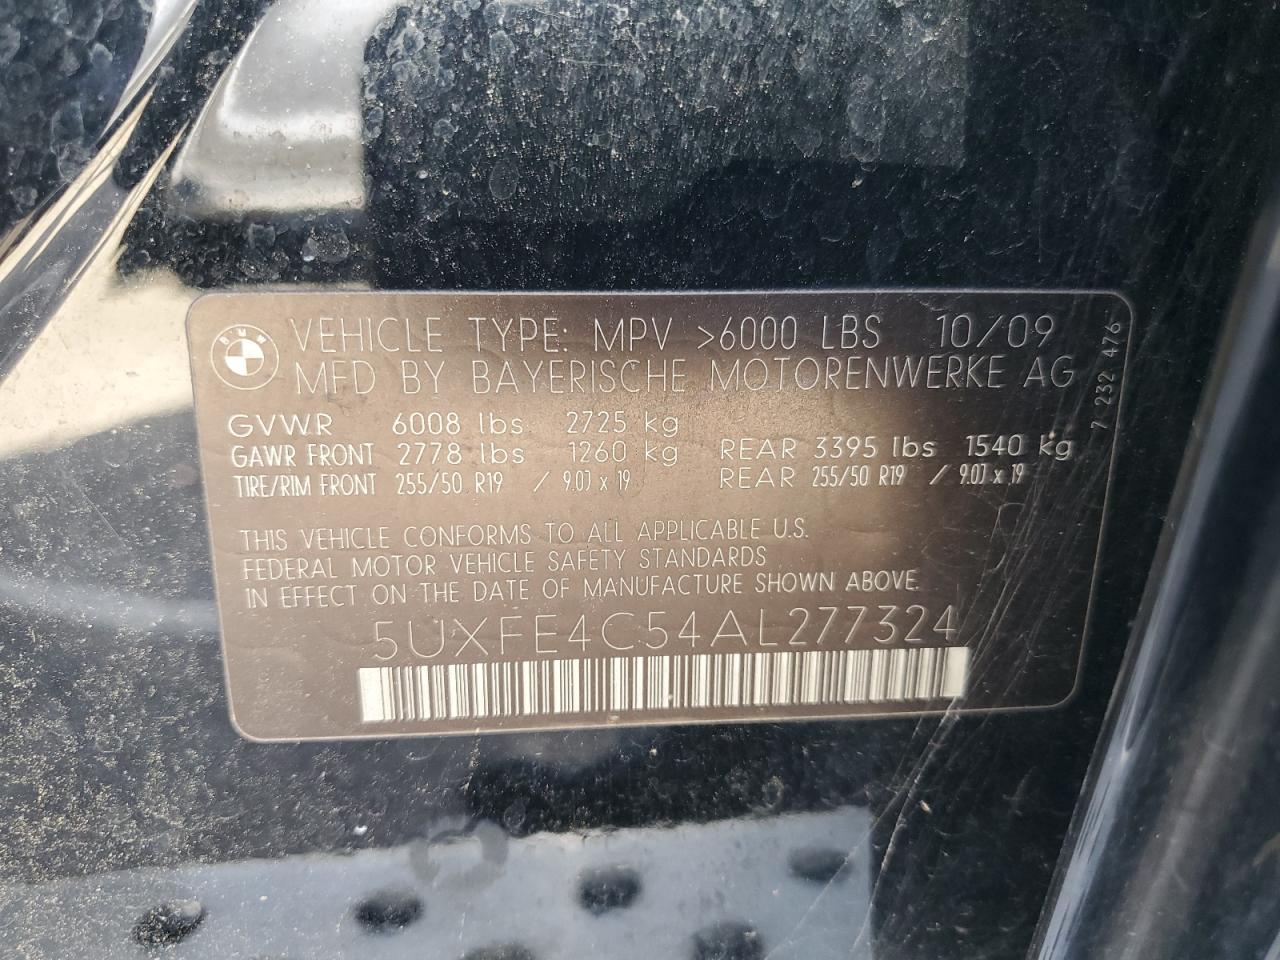 BMW
VEHICLE TYPE: MPV >6000 LBS 10/09
MFD BY BAYERISCHE MOTORENWERKE AG
GVWR 6008 lbs 2725 kg
GAWR FRONT 2778 lbs 1260 kg REAR 3395 lbs 1540 kg
TIRE/RIM FRONT 255/50 R19 / 9.0J x 19 REAR 255/50 R19 / 9.0J x 19
THIS VEHICLE CONFORMS TO ALL APPLICABLE U.S.
FEDERAL MOTOR VEHICLE SAFETY STANDARDS
IN EFFECT ON THE DATE OF MANUFACTURE SHOWN ABOVE.
5UXFE4C54AL277324
7 232 476